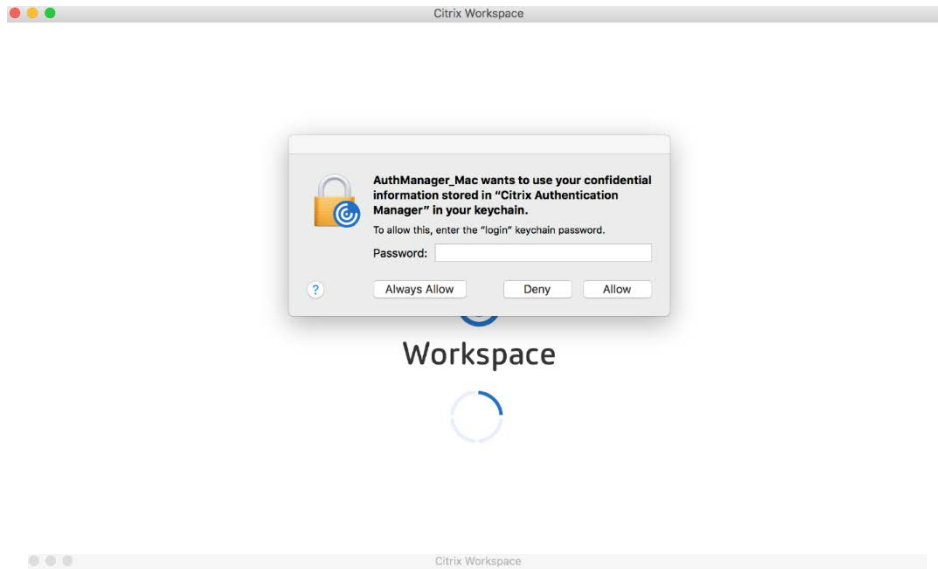 Citrix Workspace
AuthManager_Mac wants to use your confidential
information stored in “Citrix Authentication
Manager” in your keychain.
To allow this, enter the “login” keychain password.
Password:
?
Always Allow
Deny
Allow
Workspace
Citrix Workspace